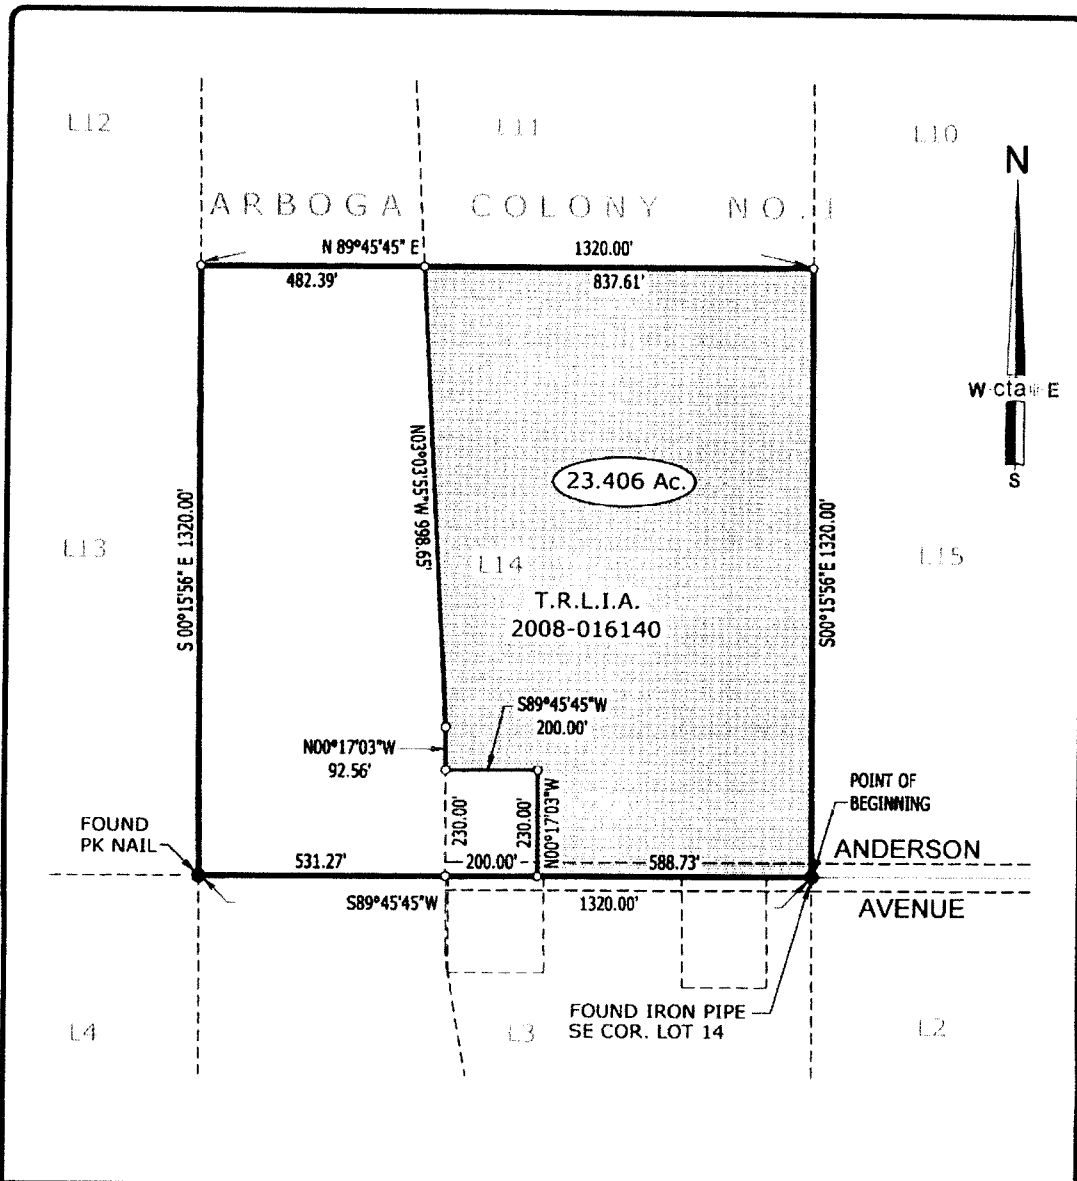 L12
L11
L10
N
ARBOGA COLONY NO. 1
N 89°45'45" E
1320.00'
482.39'
837.61'
W cta E
S
N03°03'55"W 998.65'
23.406 Ac.
S 00°15'56" E 1320.00'
L13
L14
L15
S00°15'56"E 1320.00'
T.R.L.I.A.
2008-016140
S89°45'45"W
200.00'
N00°17'03"W
92.56'
POINT OF
BEGINNING
230.00'
230.00'
N00°17'03"W
FOUND
PK NAIL
531.27'
200.00'
588.73'
ANDERSON
S89°45'45"W
1320.00'
AVENUE
FOUND IRON PIPE
SE COR. LOT 14
L4
L3
L2